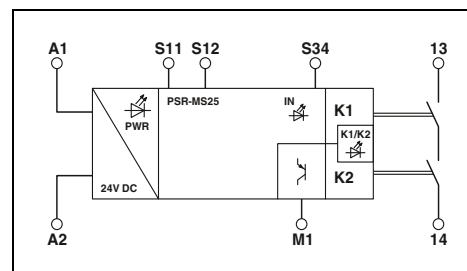 A1 S11 S12 S34 13
PSR-MS25 IN K1
PWR K1/K2
24V DC K2
A2 M1 14